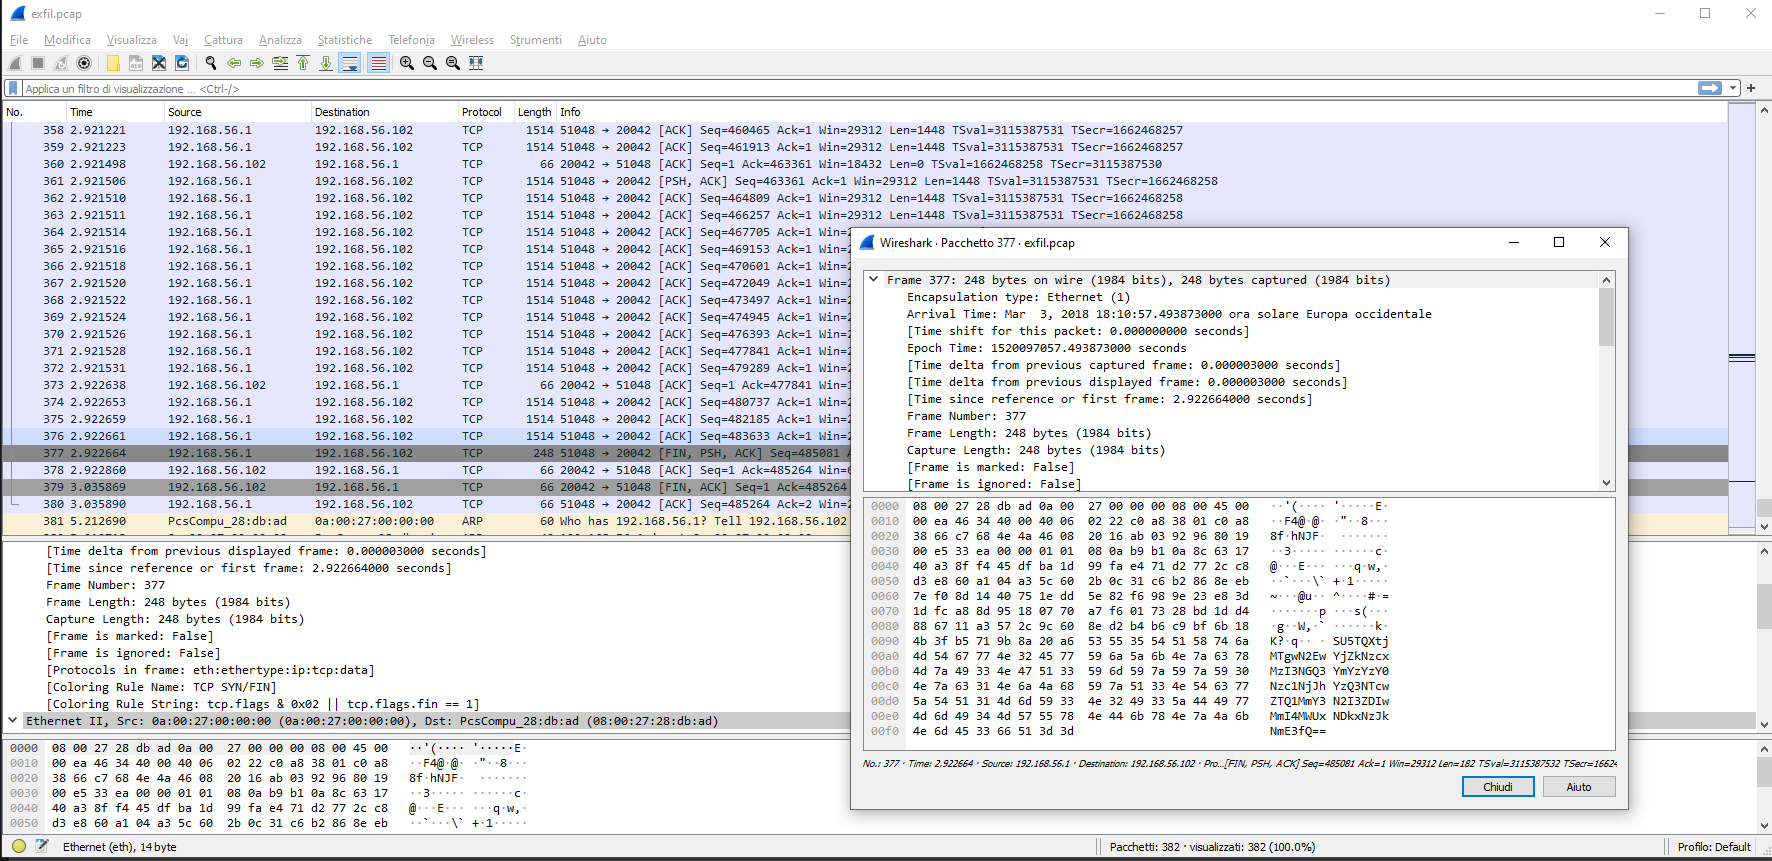 exfil.pcap
File Modifica Visualizza Vai Cattura Analizza Statistiche Telefonia Wireless Strumenti Aiuto
Applica un filtro di visualizzazione ... <Ctrl-/>
No. Time Source Destination Protocol Length Info
358 2.921221 192.168.56.1 192.168.56.102 TCP 1514 51048 → 20042 [ACK] Seq=460465 Ack=1 Win=29312 Len=1448 TSval=3115387531 TSecr=1662468257
359 2.921223 192.168.56.1 192.168.56.102 TCP 1514 51048 → 20042 [ACK] Seq=461913 Ack=1 Win=29312 Len=1448 TSval=3115387531 TSecr=1662468257
360 2.921498 192.168.56.102 192.168.56.1 TCP 66 20042 → 51048 [ACK] Seq=1 Ack=463361 Win=18432 Len=0 TSval=1662468258 TSecr=3115387530
361 2.921506 192.168.56.1 192.168.56.102 TCP 1514 51048 → 20042 [PSH, ACK] Seq=463361 Ack=1 Win=29312 Len=1448 TSval=3115387531 TSecr=1662468258
362 2.921510 192.168.56.1 192.168.56.102 TCP 1514 51048 → 20042 [ACK] Seq=464809 Ack=1 Win=29312 Len=1448 TSval=3115387531 TSecr=1662468258
363 2.921511 192.168.56.1 192.168.56.102 TCP 1514 51048 → 20042 [ACK] Seq=466257 Ack=1 Win=29312 Len=1448 TSval=3115387531 TSecr=1662468258
364 2.921514 192.168.56.1 192.168.56.102 TCP 1514 51048 → 20042 [ACK] Seq=467705 Ack=1 Win=2
365 2.921516 192.168.56.1 192.168.56.102 TCP 1514 51048 → 20042 [ACK] Seq=469153 Ack=1 Win=2
366 2.921518 192.168.56.1 192.168.56.102 TCP 1514 51048 → 20042 [ACK] Seq=470601 Ack=1 Win=2
367 2.921520 192.168.56.1 192.168.56.102 TCP 1514 51048 → 20042 [ACK] Seq=472049 Ack=1 Win=2
368 2.921522 192.168.56.1 192.168.56.102 TCP 1514 51048 → 20042 [ACK] Seq=473497 Ack=1 Win=2
369 2.921524 192.168.56.1 192.168.56.102 TCP 1514 51048 → 20042 [ACK] Seq=474945 Ack=1 Win=2
370 2.921526 192.168.56.1 192.168.56.102 TCP 1514 51048 → 20042 [ACK] Seq=476393 Ack=1 Win=2
371 2.921528 192.168.56.1 192.168.56.102 TCP 1514 51048 → 20042 [ACK] Seq=477841 Ack=1 Win=2
372 2.921531 192.168.56.1 192.168.56.102 TCP 1514 51048 → 20042 [ACK] Seq=479289 Ack=1 Win=2
373 2.922638 192.168.56.102 192.168.56.1 TCP 66 20042 → 51048 [ACK] Seq=1 Ack=477841 Win=1
374 2.922653 192.168.56.1 192.168.56.102 TCP 1514 51048 → 20042 [ACK] Seq=480737 Ack=1 Win=2
375 2.922659 192.168.56.1 192.168.56.102 TCP 1514 51048 → 20042 [ACK] Seq=482185 Ack=1 Win=2
376 2.922661 192.168.56.1 192.168.56.102 TCP 1514 51048 → 20042 [ACK] Seq=483633 Ack=1 Win=2
377 2.922664 192.168.56.1 192.168.56.102 TCP 248 51048 → 20042 [FIN, PSH, ACK] Seq=485081 A
378 2.922860 192.168.56.102 192.168.56.1 TCP 66 20042 → 51048 [ACK] Seq=1 Ack=485264 Win=6
379 3.035869 192.168.56.102 192.168.56.1 TCP 66 20042 → 51048 [FIN, ACK] Seq=1 Ack=485264
380 3.035890 192.168.56.1 192.168.56.102 TCP 66 51048 → 20042 [ACK] Seq=485264 Ack=2 Win=2
381 5.212690 PcsCompu_28:db:ad 0a:00:27:00:00:00 ARP 60 Who has 192.168.56.1? Tell 192.168.56.102
[Time delta from previous displayed frame: 0.000003000 seconds]
[Time since reference or first frame: 2.922664000 seconds]
Frame Number: 377
Frame Length: 248 bytes (1984 bits)
Capture Length: 248 bytes (1984 bits)
[Frame is marked: False]
[Frame is ignored: False]
[Protocols in frame: eth:ethertype:ip:tcp:data]
[Coloring Rule Name: TCP SYN/FIN]
[Coloring Rule String: tcp.flags & 0x02 || tcp.flags.fin == 1]
Ethernet II, Src: 0a:00:27:00:00:00 (0a:00:27:00:00:00), Dst: PcsCompu_28:db:ad (08:00:27:28:db:ad)
0000 08 00 27 28 db ad 0a 00 27 00 00 00 08 00 45 00 ··'(···· '·····E·
0010 00 ea 46 34 40 00 40 06 02 22 c0 a8 38 01 c0 a8 ··F4@·@· ·"··8···
0020 38 66 c7 68 4e 4a 46 08 20 16 ab 03 92 96 80 19 8f·hNJF· ·······
0030 00 e5 33 ea 00 00 01 01 08 0a b9 b1 0a 8c 63 17 ··3····· ······c·
0040 40 a3 8f f4 45 df ba 1d 99 fa e4 71 d2 77 2c c8 @···E··· ···q·w,·
0050 d3 e8 60 a1 04 a3 5c 60 2b 0c 31 c6 b2 86 8e eb ··`···\` +·1·····
Ethernet (eth), 14 byte
Pacchetti: 382 · visualizzati: 382 (100.0%)
Profilo: Default
Wireshark · Pacchetto 377 · exfil.pcap
Frame 377: 248 bytes on wire (1984 bits), 248 bytes captured (1984 bits)
Encapsulation type: Ethernet (1)
Arrival Time: Mar  3, 2018 18:10:57.493873000 ora solare Europa occidentale
[Time shift for this packet: 0.000000000 seconds]
Epoch Time: 1520097057.493873000 seconds
[Time delta from previous captured frame: 0.000003000 seconds]
[Time delta from previous displayed frame: 0.000003000 seconds]
[Time since reference or first frame: 2.922664000 seconds]
Frame Number: 377
Frame Length: 248 bytes (1984 bits)
Capture Length: 248 bytes (1984 bits)
[Frame is marked: False]
[Frame is ignored: False]
0000 08 00 27 28 db ad 0a 00 27 00 00 00 08 00 45 00 ··'(···· '·····E·
0010 00 ea 46 34 40 00 40 06 02 22 c0 a8 38 01 c0 a8 ··F4@·@· ·"··8···
0020 38 66 c7 68 4e 4a 46 08 20 16 ab 03 92 96 80 19 8f·hNJF· ·······
0030 00 e5 33 ea 00 00 01 01 08 0a b9 b1 0a 8c 63 17 ··3····· ······c·
0040 40 a3 8f f4 45 df ba 1d 99 fa e4 71 d2 77 2c c8 @···E··· ···q·w,·
0050 d3 e8 60 a1 04 a3 5c 60 2b 0c 31 c6 b2 86 8e eb ··`···\` +·1·····
0060 7e f0 8d 14 40 75 1e dd 5e 82 f6 98 9e 23 e8 3d ~···@u·· ^····#·=
0070 1d fc a8 8d 95 18 07 70 a7 f6 01 73 28 bd 1d d4 ·······p ···s(···
0080 88 67 11 a3 57 2c 9c 60 8e d2 b4 b6 c9 bf 6b 18 ·g··W,·` ······k·
0090 4b 3f b5 71 9b 8a 20 a6 53 55 35 54 51 58 74 6a K?·q·· · SU5TQXtj
00a0 4d 54 67 77 4e 32 45 77 59 6a 5a 6b 4e 7a 63 78 MTgwN2Ew YjZkNzcx
00b0 4d 7a 49 33 4e 47 51 33 59 6d 59 7a 59 7a 59 30 MzI3NGQ3 YmYzYzY0
00c0 4e 7a 63 31 4e 6a 4a 68 59 7a 51 33 4e 54 63 77 Nzc1NjJh YzQ3NTcw
00d0 5a 54 51 31 4d 6d 59 33 4e 32 49 33 5a 44 49 77 ZTQ1MmY3 N2I3ZDIw
00e0 4d 6d 49 34 4d 57 55 78 4e 44 6b 78 4e 7a 4a 6b MmI4MWUx NDkxNzJk
00f0 4e 6d 45 33 66 51 3d 3d NmE3fQ==
No.: 377 · Time: 2.922664 · Source: 192.168.56.1 · Destination: 192.168.56.102 · Pro...[FIN, PSH, ACK] Seq=485081 Ack=1 Win=29312 Len=182 TSval=3115387532 TSecr=16624
Chiudi
Aiuto